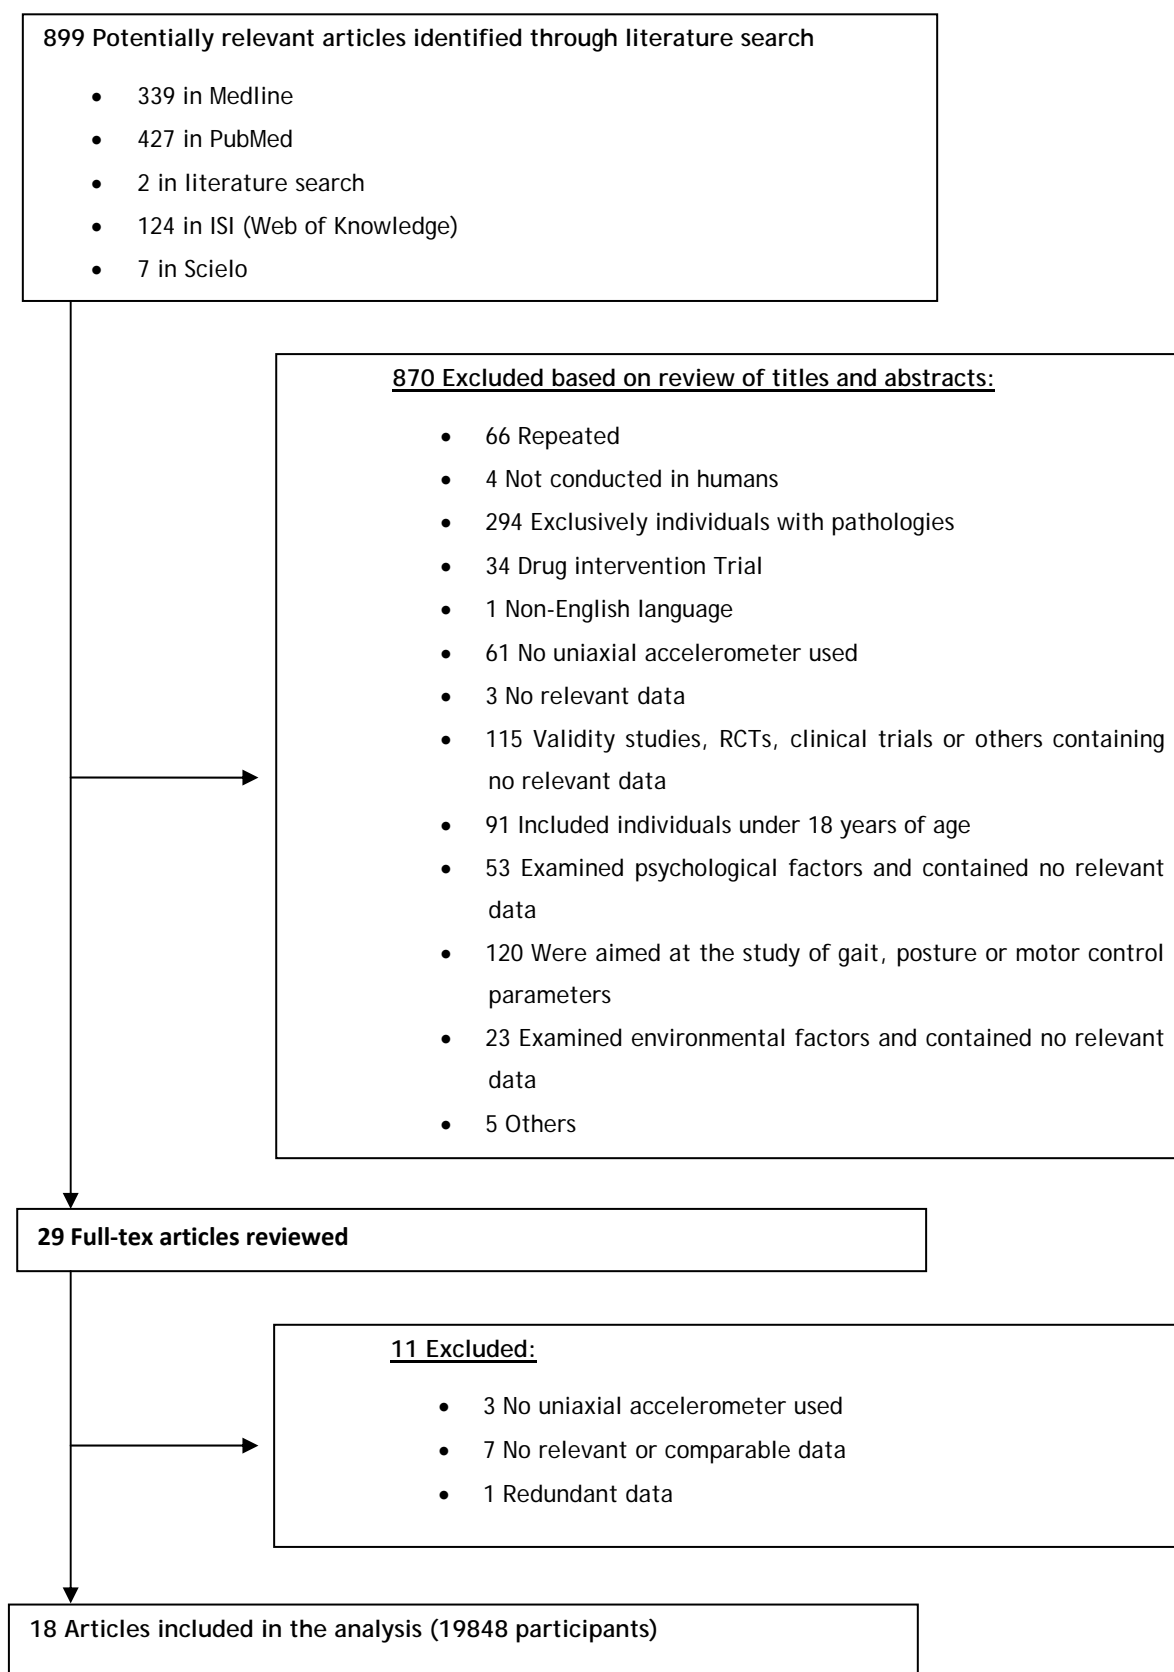 899 Potentially relevant articles identified through literature search
• 339 in Medline
• 427 in PubMed
• 2 in literature search
• 124 in ISI (Web of Knowledge)
• 7 in Scielo
870 Excluded based on review of titles and abstracts:
• 66 Repeated
• 4 Not conducted in humans
• 294 Exclusively individuals with pathologies
• 34 Drug intervention Trial
• 1 Non-English language
• 61 No uniaxial accelerometer used
• 3 No relevant data
• 115 Validity studies, RCTs, clinical trials or others containing
no relevant data
• 91 Included individuals under 18 years of age
• 53 Examined psychological factors and contained no relevant
data
• 120 Were aimed at the study of gait, posture or motor control
parameters
• 23 Examined environmental factors and contained no relevant
data
• 5 Others
29 Full-tex articles reviewed
11 Excluded:
• 3 No uniaxial accelerometer used
• 7 No relevant or comparable data
• 1 Redundant data
18 Articles included in the analysis (19848 participants)